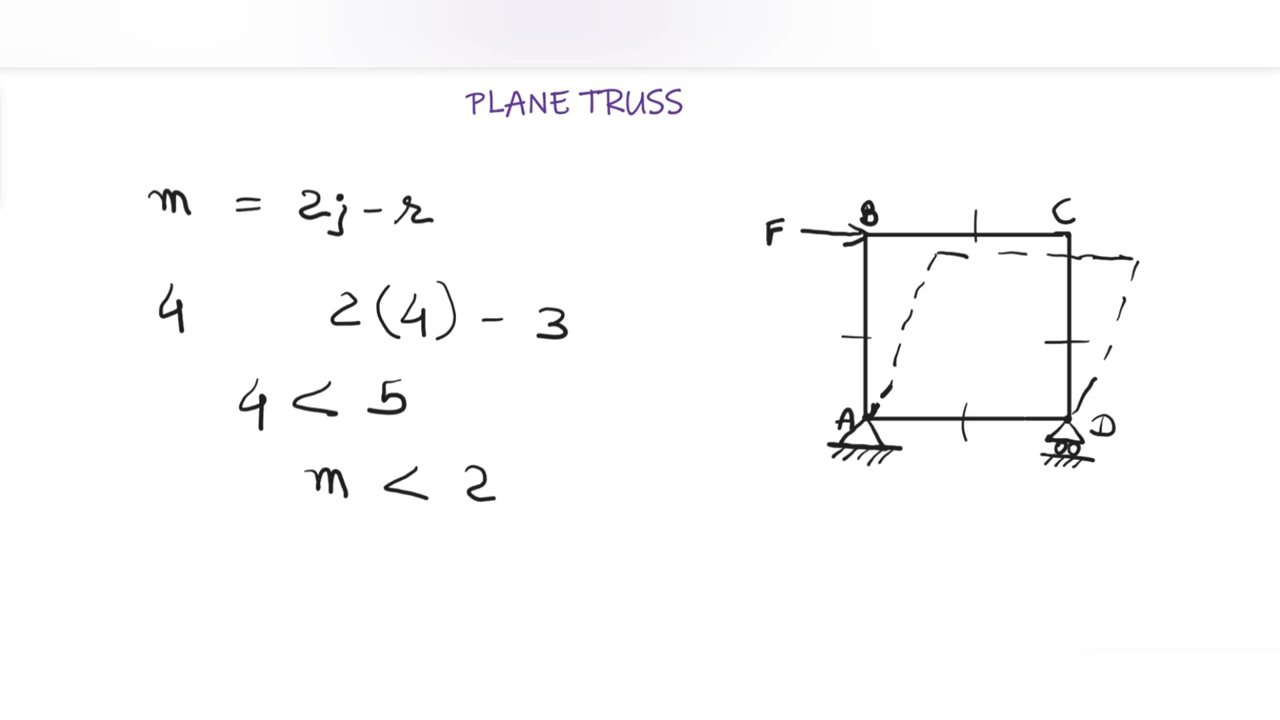 PLANE TRUSS
m = 2j - r
4 2(4) - 3
4 < 5
m < 2
F
B
C
A
D